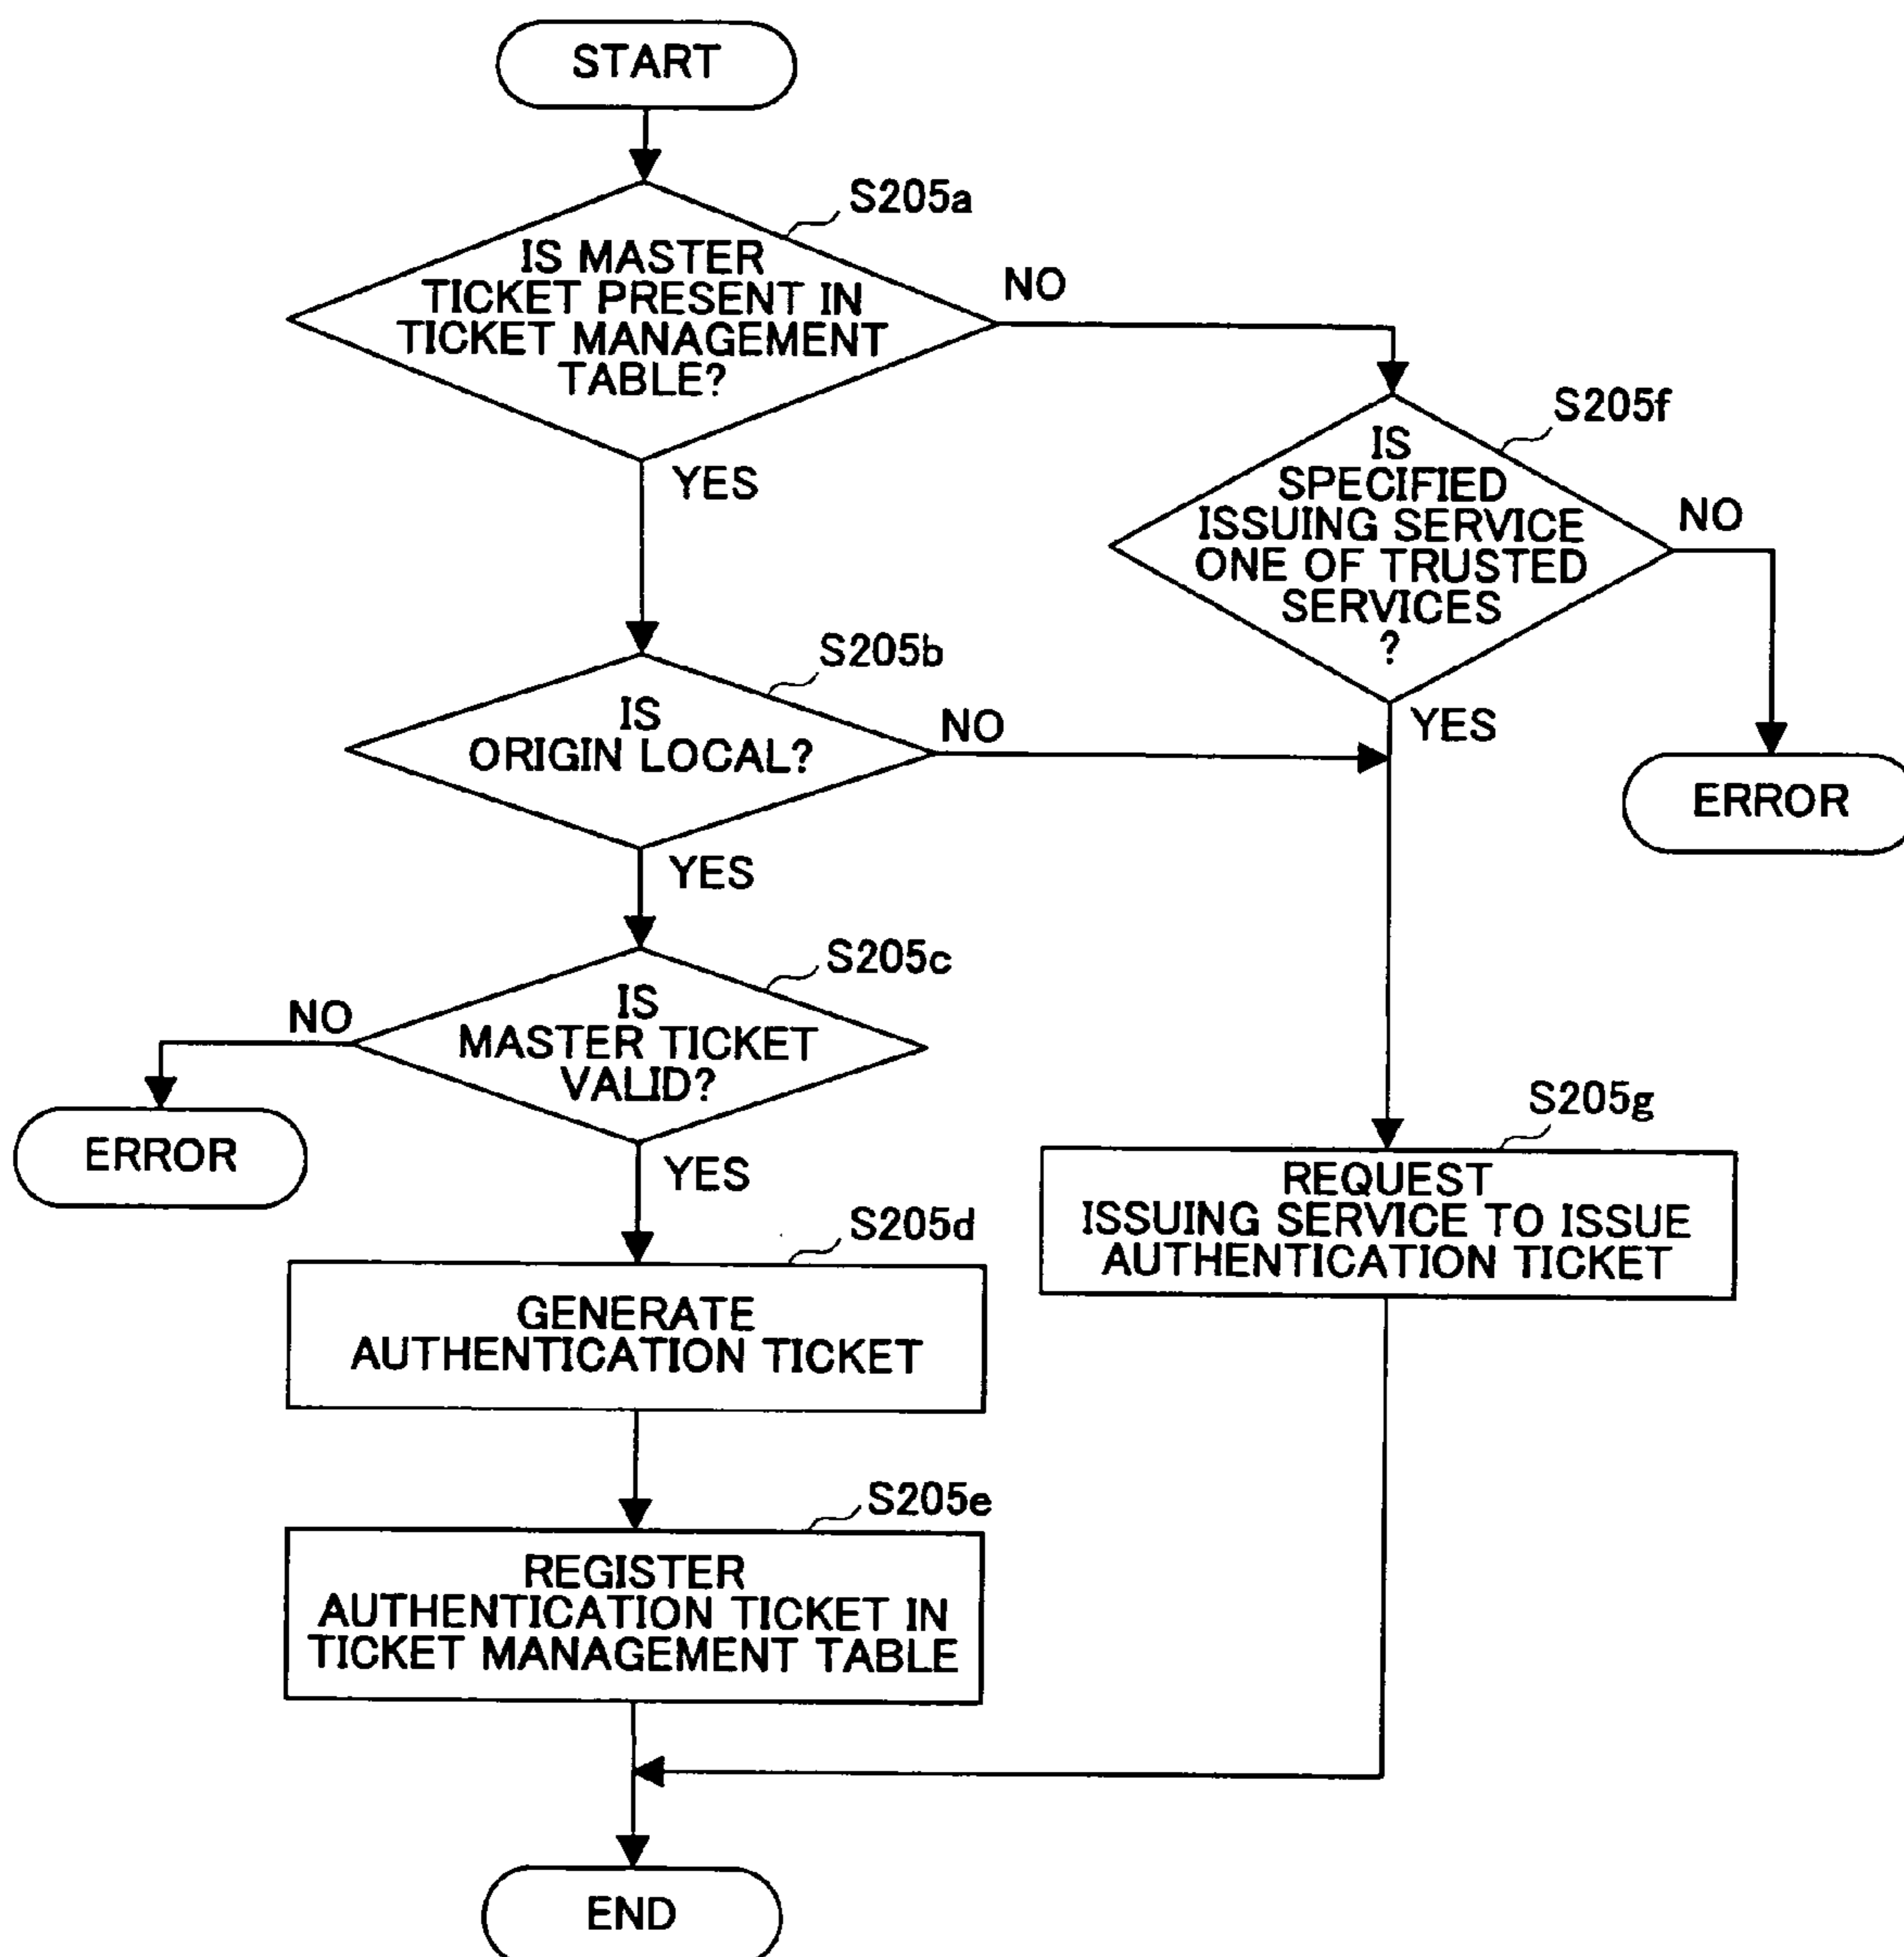 START
S205a
IS MASTER
TICKET PRESENT IN
TICKET MANAGEMENT
TABLE?
NO
YES
S205f
IS
SPECIFIED
ISSUING SERVICE
ONE OF TRUSTED
SERVICES
?
NO
YES
ERROR
S205b
IS
ORIGIN LOCAL?
NO
YES
S205c
IS
MASTER TICKET
VALID?
NO
ERROR
YES
S205d
GENERATE
AUTHENTICATION TICKET
S205g
REQUEST
ISSUING SERVICE TO ISSUE
AUTHENTICATION TICKET
S205e
REGISTER
AUTHENTICATION TICKET IN
TICKET MANAGEMENT TABLE
END